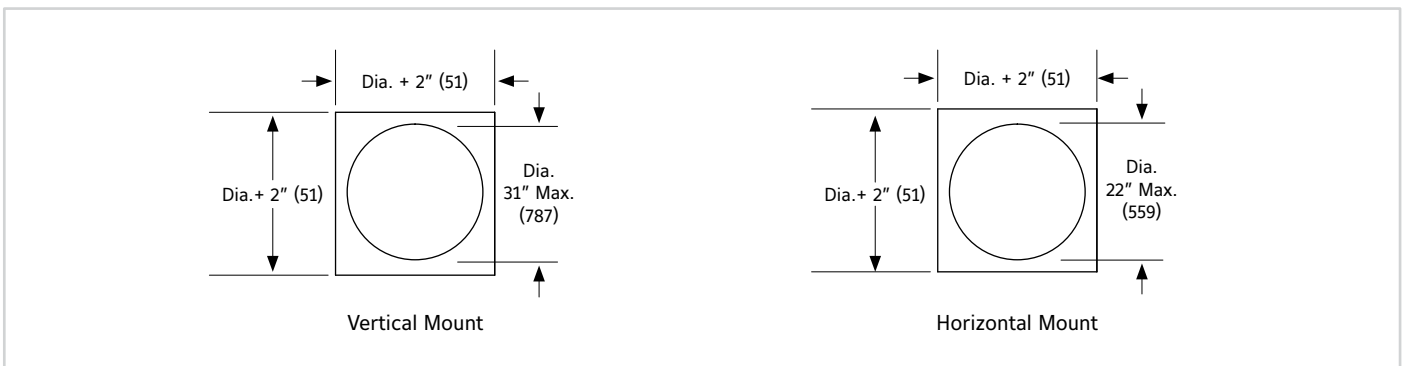 Dia. + 2" (51)
Dia.+ 2" (51)
Dia.
31" Max.
(787)
Vertical Mount
Dia. + 2" (51)
Dia.+ 2" (51)
Dia.
22" Max.
(559)
Horizontal Mount